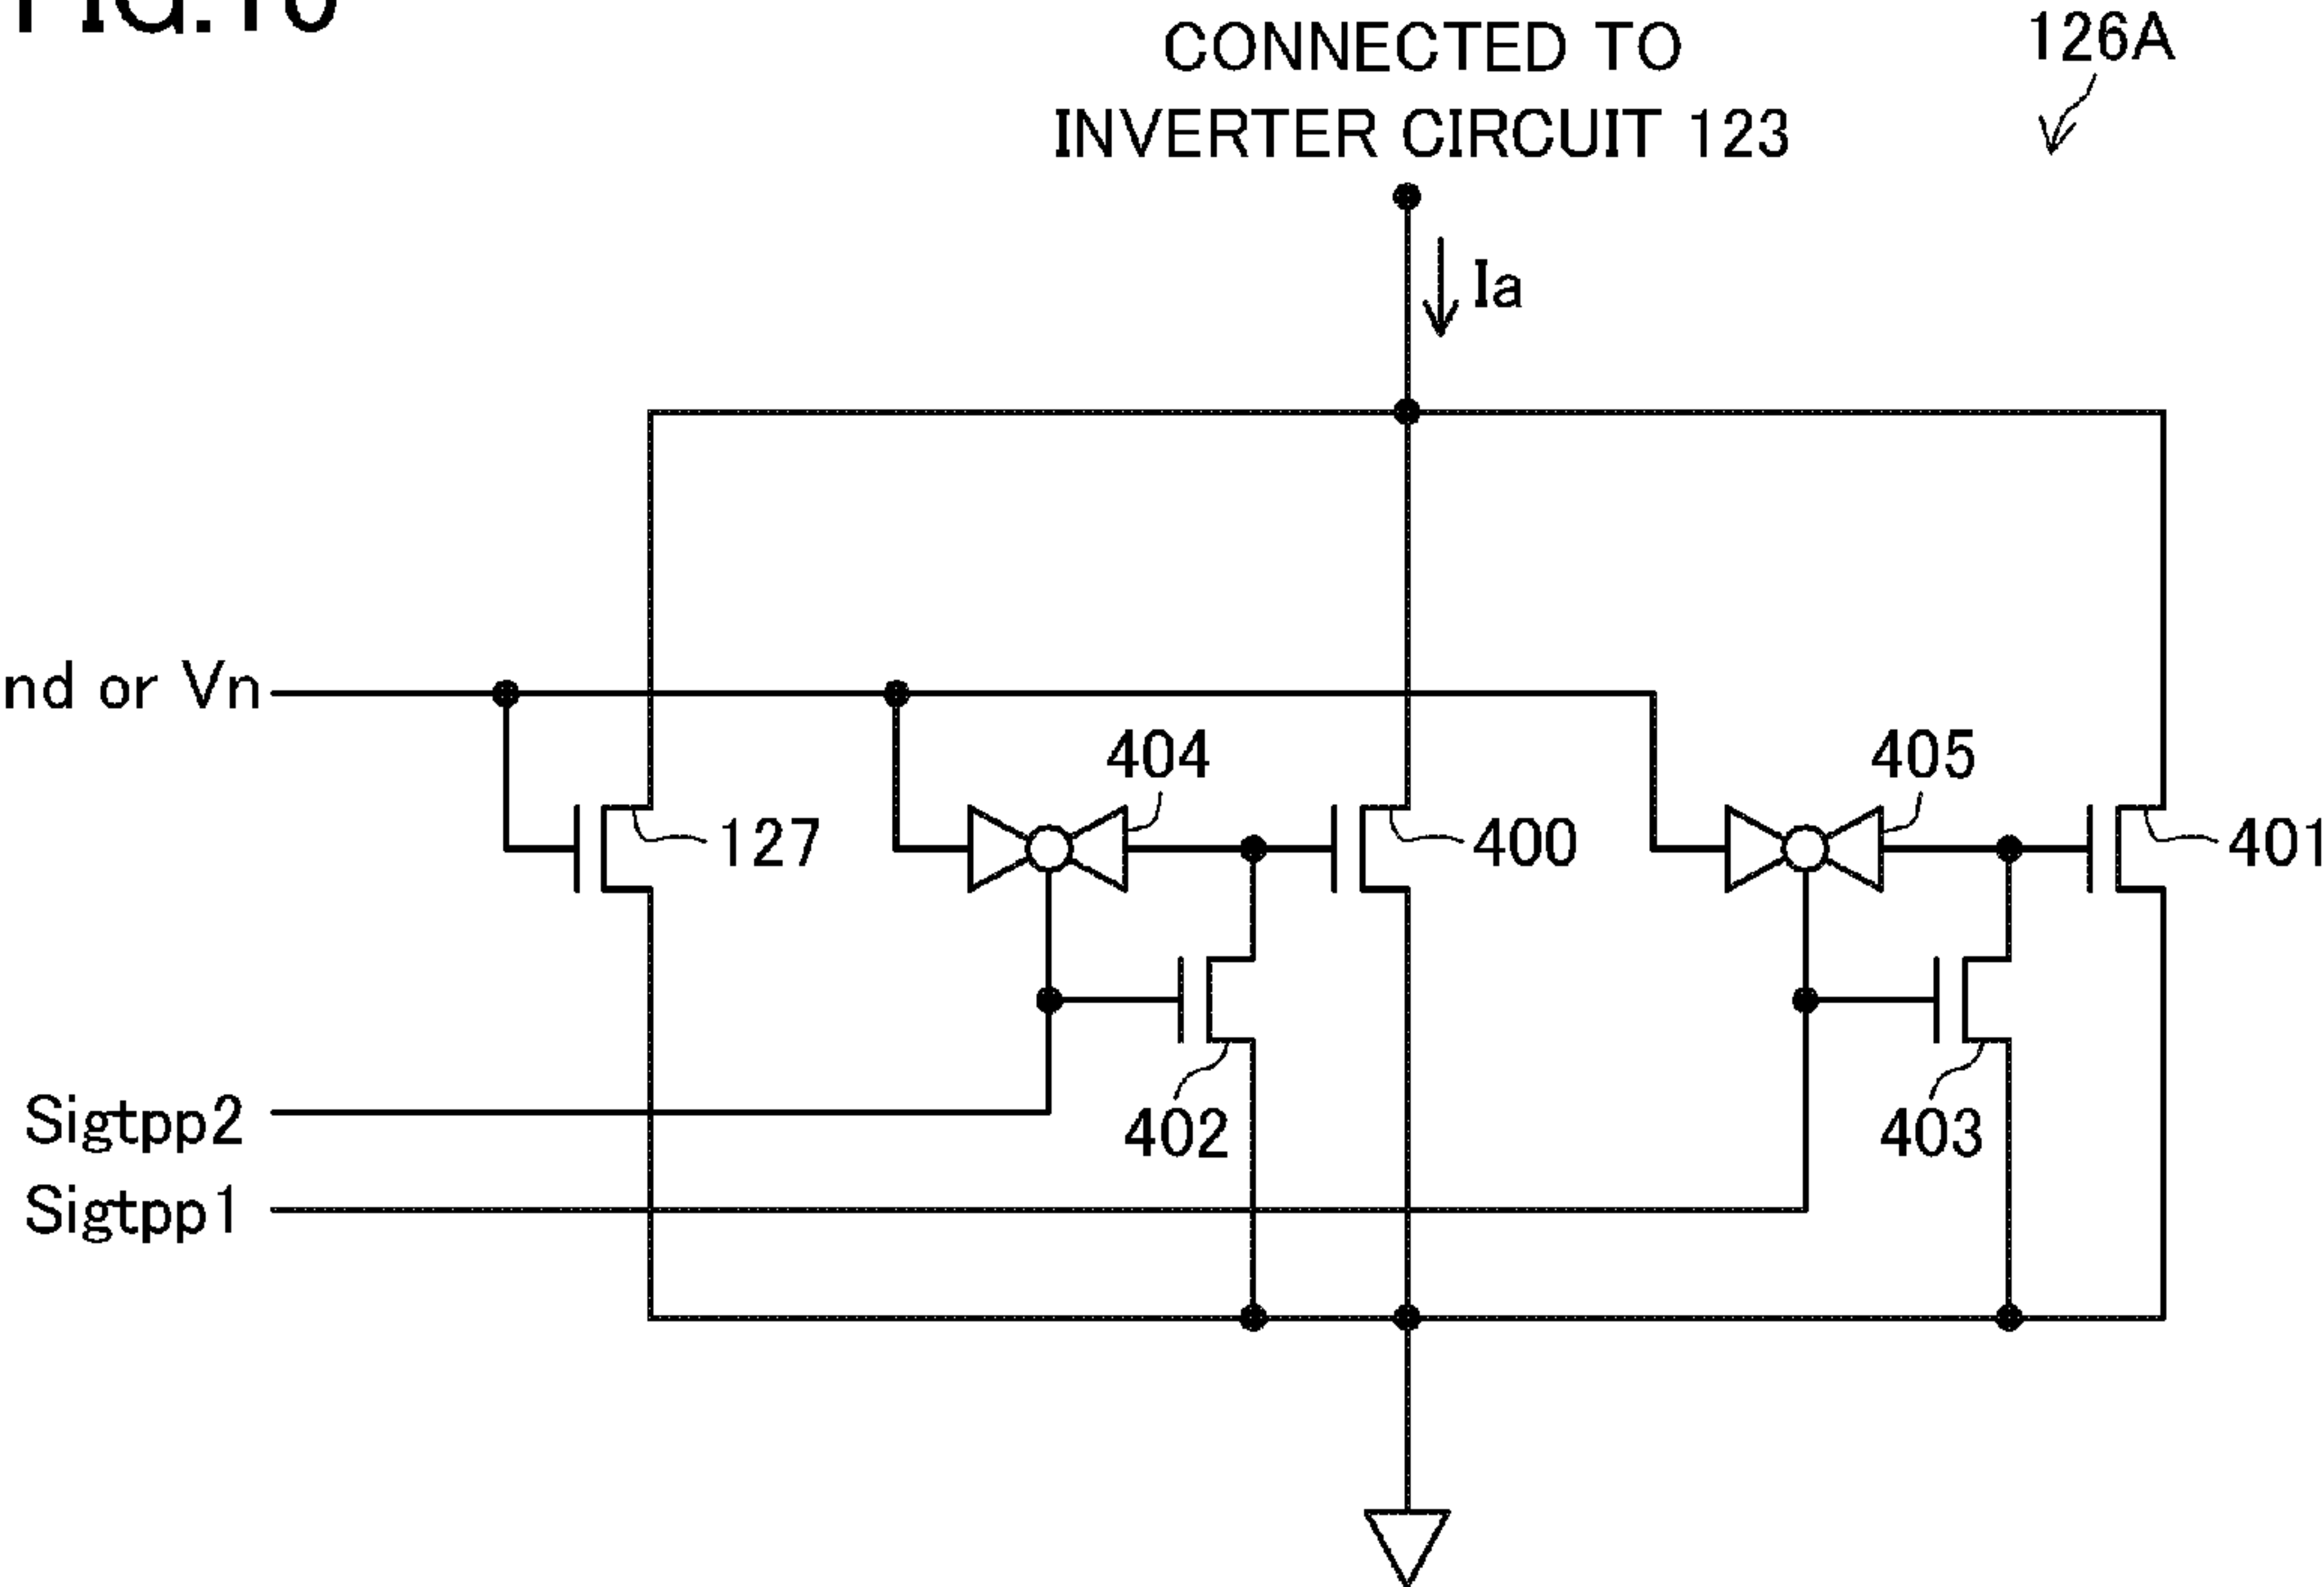 FIG.
CONNECTED TO
INVERTER CIRCUIT 123
126A
Ia
nd or Vn
404
405
127
400
401
402
403
Sigtpp2
Sigtpp1